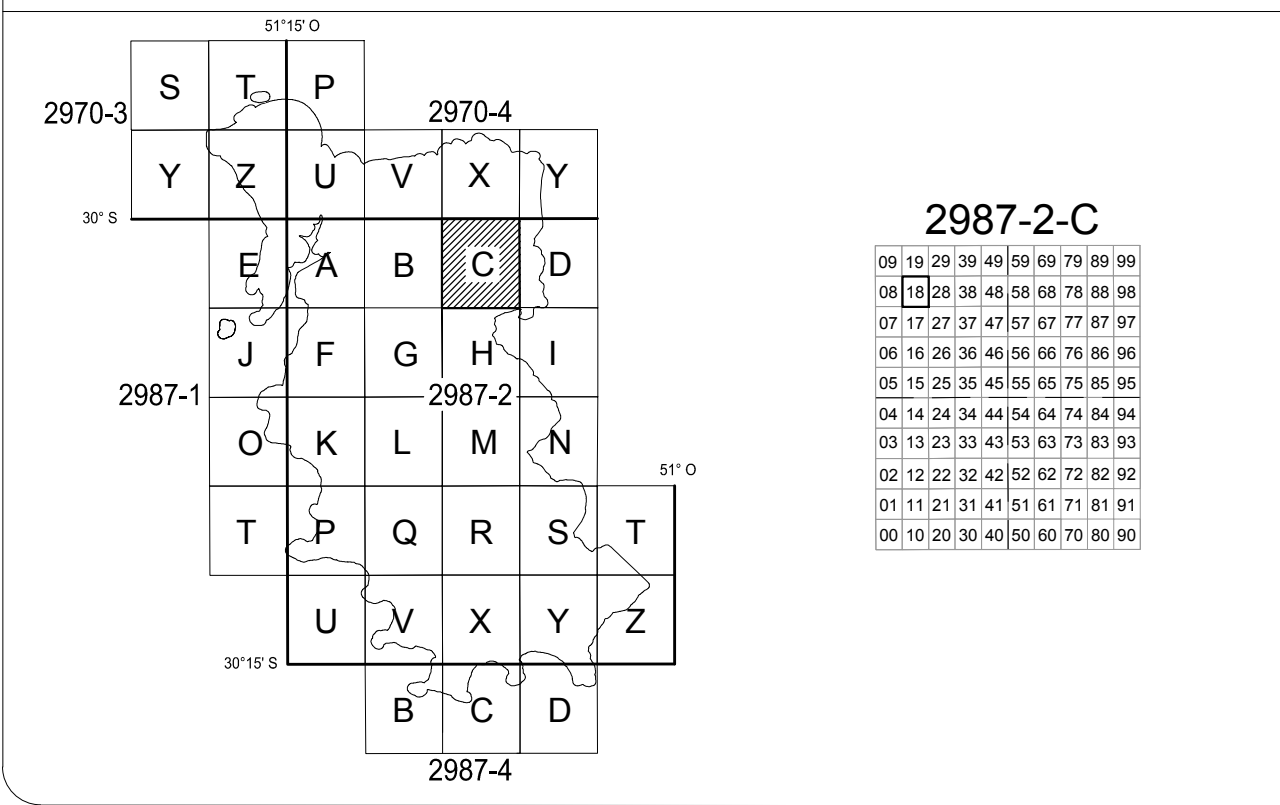 51°15' O
S T P
2970-3 2970-4
Y Z U V X Y
30° S
E A B C D
J F G H I
2987-1 2987-2
O K L M N
51° O
T P Q R S T
U V X Y Z
30°15' S
B C D
2987-4
2987-2-C
09 19 29 39 49 59 69 79 89 99
08 18 28 38 48 58 68 78 88 98
07 17 27 37 47 57 67 77 87 97
06 16 26 36 46 56 66 76 86 96
05 15 25 35 45 55 65 75 85 95
04 14 24 34 44 54 64 74 84 94
03 13 23 33 43 53 63 73 83 93
02 12 22 32 42 52 62 72 82 92
01 11 21 31 41 51 61 71 81 91
00 10 20 30 40 50 60 70 80 90